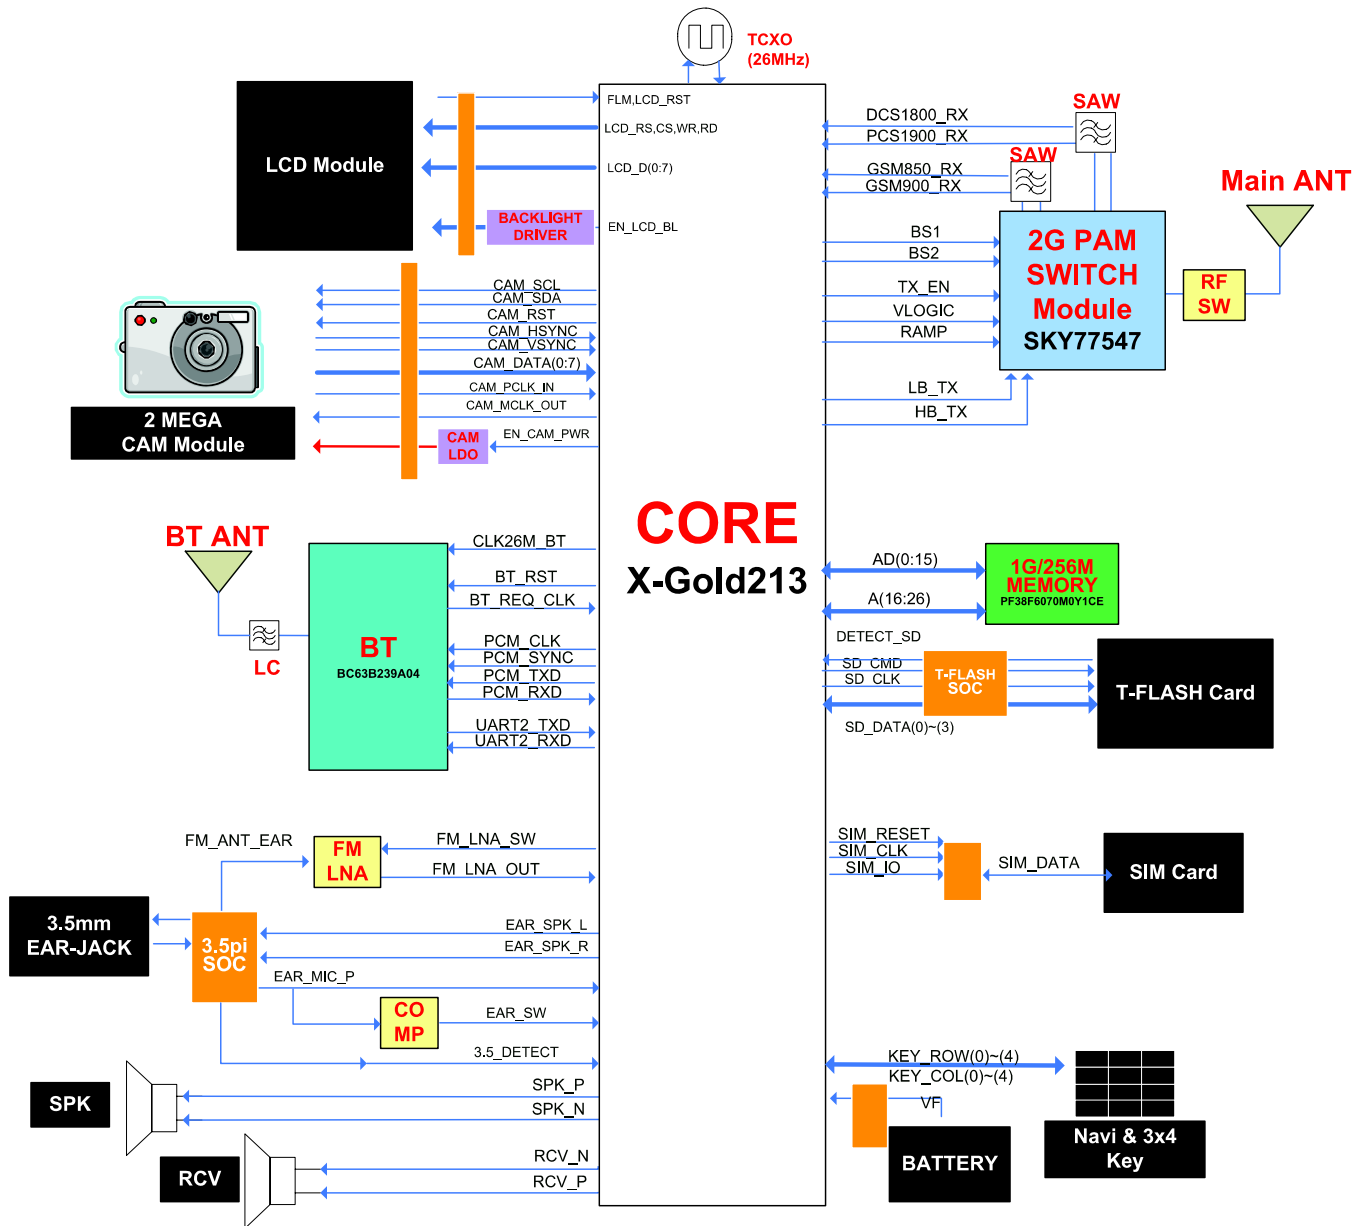 TCXO
(26MHz)
LCD Module
FLM,LCD_RST
LCD_RS,CS,WR,RD
LCD_D(0:7)
BACKLIGHT
DRIVER
EN_LCD_BL
CAM_SCL
CAM_SDA
CAM_RST
CAM_HSYNC
CAM_VSYNC
CAM_DATA(0:7)
CAM_PCLK_IN
CAM_MCLK_OUT
CAM
LDO
EN_CAM_PWR
2 MEGA
CAM Module
SAW
DCS1800_RX
PCS1900_RX
SAW
GSM850_RX
GSM900_RX
Main ANT
BS1
BS2
TX_EN
VLOGIC
RAMP
LB_TX
HB_TX
2G PAM
SWITCH
Module
SKY77547
RF
SW
CORE
X-Gold213
BT ANT
LC
BT
BC63B239A04
CLK26M_BT
BT_RST
BT_REQ_CLK
PCM_CLK
PCM_SYNC
PCM_TXD
PCM_RXD
UART2_TXD
UART2_RXD
AD(0:15)
A(16:26)
1G/256M
MEMORY
PF38F6070M0Y1CE
DETECT_SD
SD_CMD
SD_CLK
SD_DATA(0)~(3)
T-FLASH
SOC
T-FLASH Card
FM_ANT_EAR
FM
LNA
FM_LNA_SW
FM_LNA_OUT
3.5mm
EAR-JACK
3.5pi
SOC
EAR_SPK_L
EAR_SPK_R
EAR_MIC_P
CO
MP
EAR_SW
3.5_DETECT
SIM_RESET
SIM_CLK
SIM_IO
SIM_DATA
SIM Card
SPK
SPK_P
SPK_N
RCV
RCV_N
RCV_P
KEY_ROW(0)~(4)
KEY_COL(0)~(4)
VF
BATTERY
Navi & 3x4
Key